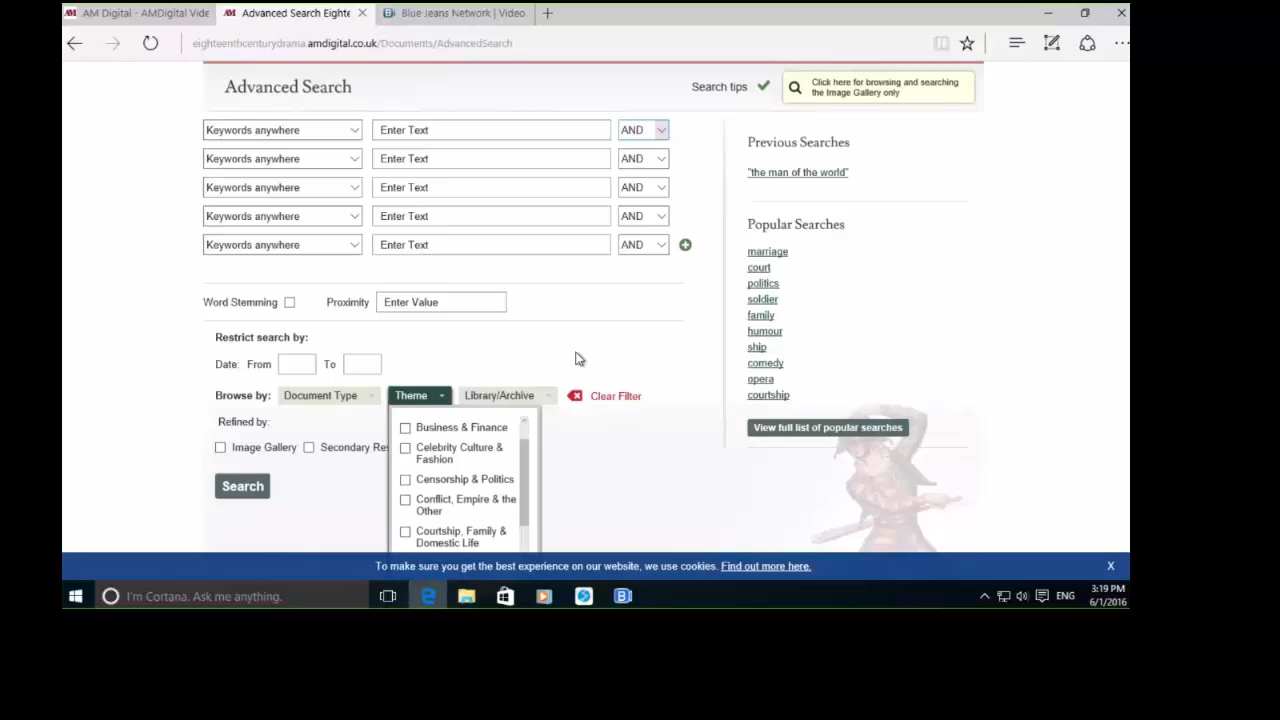 AM Digital - AMDigital Vide
Advanced Search Eighte
Blue Jeans Network | Video
eighteenthcenturydrama.amdigital.co.uk/Documents/AdvancedSearch
Advanced Search
Search tips
Click here for browsing and searching
the Image Gallery only
Keywords anywhere Enter Text AND
Keywords anywhere Enter Text AND
Keywords anywhere Enter Text AND
Keywords anywhere Enter Text AND
Keywords anywhere Enter Text AND
Word Stemming Proximity Enter Value
Restrict search by:
Date: From To
Browse by: Document Type Theme Library/Archive Clear Filter
Refined by:
Image Gallery Secondary Res
Search
Business & Finance
Celebrity Culture &
Fashion
Censorship & Politics
Conflict, Empire & the
Other
Courtship, Family &
Domestic Life
Previous Searches
"the man of the world"
Popular Searches
marriage
court
politics
soldier
family
humour
ship
comedy
opera
courtship
View full list of popular searches
To make sure you get the best experience on our website, we use cookies. Find out more here. X
I'm Cortana. Ask me anything.
ENG
3:19 PM
6/1/2016